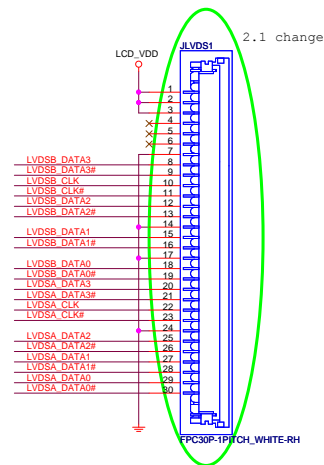 2.1 change
JLVDS1
LCD_VDD
1
2
3
4
5
6
7
LVDSB_DATA3 8
LVDSB_DATA3# 9
LVDSB_CLK 10
LVDSB_CLK# 11
LVDSB_DATA2 12
LVDSB_DATA2# 13
14
LVDSB_DATA1 15
LVDSB_DATA1# 16
17
LVDSB_DATA0 18
LVDSB_DATA0# 19
LVDSA_DATA3 20
LVDSA_DATA3# 21
LVDSA_CLK 22
LVDSA_CLK# 23
24
LVDSA_DATA2 25
LVDSA_DATA2# 26
LVDSA_DATA1 27
LVDSA_DATA1# 28
LVDSA_DATA0 29
LVDSA_DATA0# 30
FPC30P-1PITCH_WHITE-RH